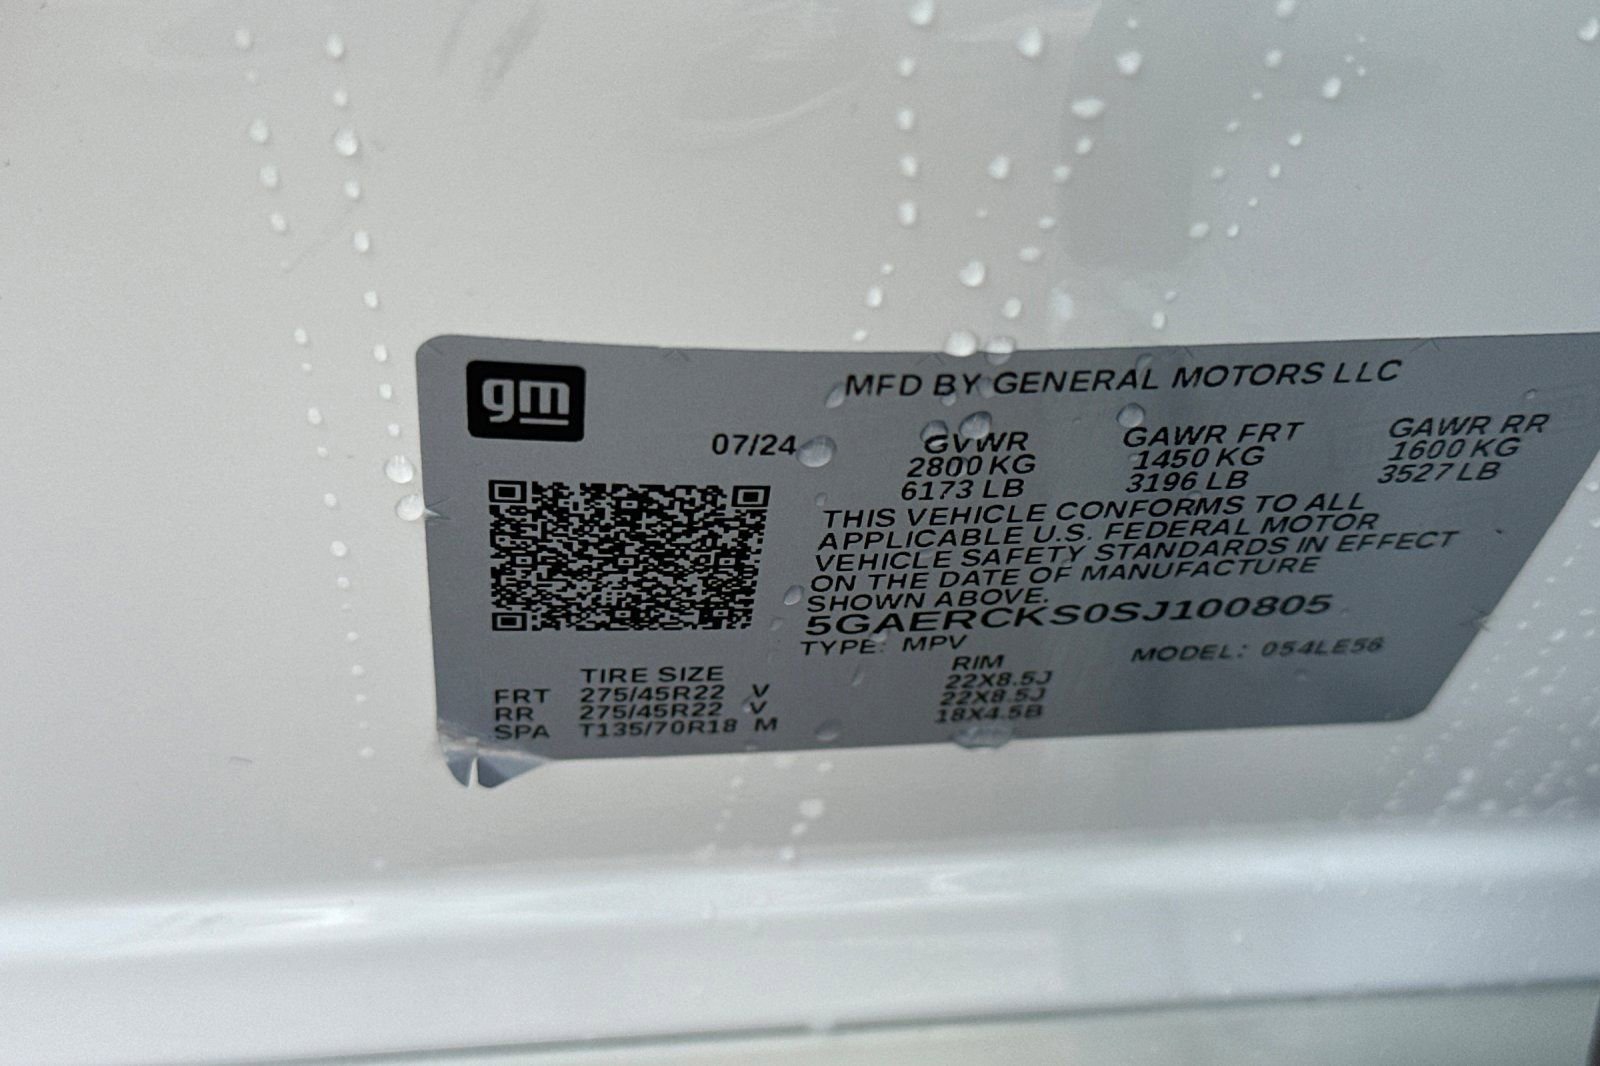 gm
MFD BY GENERAL MOTORS LLC
07/24
GVWR GAWR FRT GAWR RR
2800 KG 1450 KG 1600 KG
6173 LB 3196 LB 3527 LB
THIS VEHICLE CONFORMS TO ALL
APPLICABLE U.S. FEDERAL MOTOR
VEHICLE SAFETY STANDARDS IN EFFECT
ON THE DATE OF MANUFACTURE
SHOWN ABOVE.
5GAERCKS0SJ100805
TYPE: MPV MODEL: 054LE56
TIRE SIZE RIM
FRT 275/45R22 V 22X8.5J
RR 275/45R22 V 22X8.5J
SPA T135/70R18 M 18X4.5B